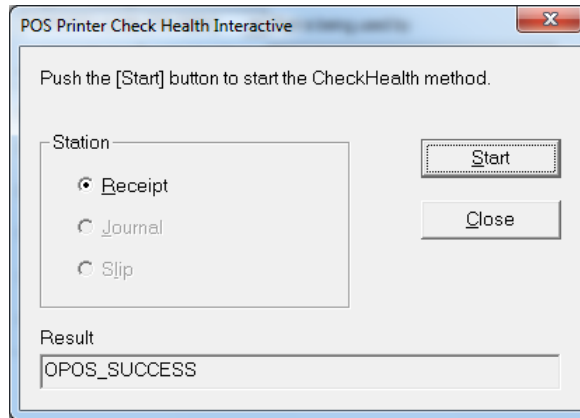 POS Printer Check Health Interactive
Push the [Start] button to start the CheckHealth method.
Station
Receipt
Journal
Slip
Start
Close
Result
OPOS_SUCCESS